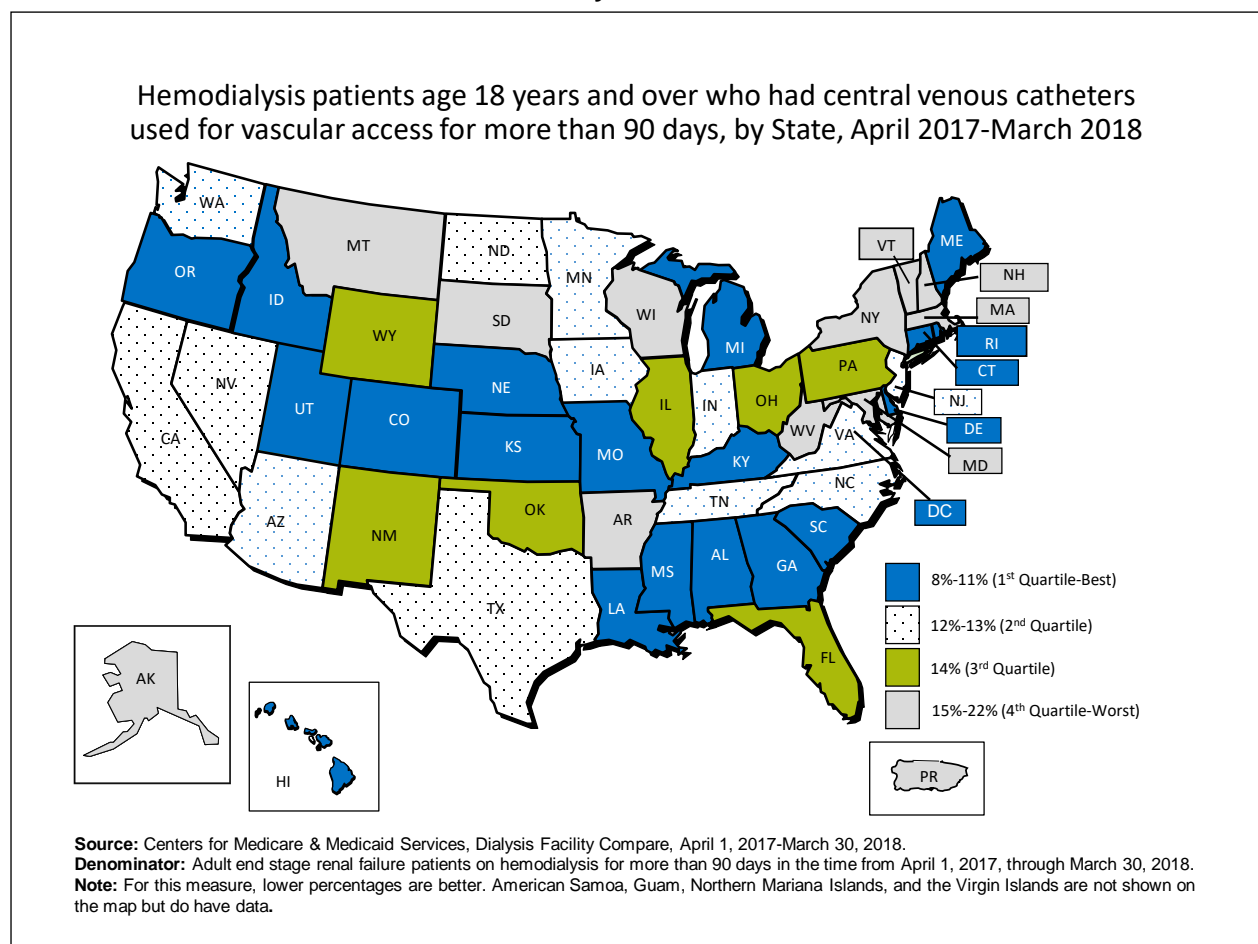 Hemodialysis patients age 18 years and over who had central venous catheters
used for vascular access for more than 90 days, by State, April 2017-March 2018
WA
MT
ND
MN
OR
ID
WY
SD
WI
MI
NY
VT
ME
NH
MA
RI
CT
NJ
DE
MD
DC
NV
UT
CO
NE
IA
IL
IN
OH
PA
CA
KS
MO
KY
WV
VA
AZ
NM
OK
AR
TN
NC
TX
LA
MS
AL
GA
SC
FL
AK
HI
PR
8%-11% (1st Quartile-Best)
12%-13% (2nd Quartile)
14% (3rd Quartile)
15%-22% (4th Quartile-Worst)
Source: Centers for Medicare & Medicaid Services, Dialysis Facility Compare, April 1, 2017-March 30, 2018.
Denominator: Adult end stage renal failure patients on hemodialysis for more than 90 days in the time from April 1, 2017, through March 30, 2018.
Note: For this measure, lower percentages are better. American Samoa, Guam, Northern Mariana Islands, and the Virgin Islands are not shown on
the map but do have data.